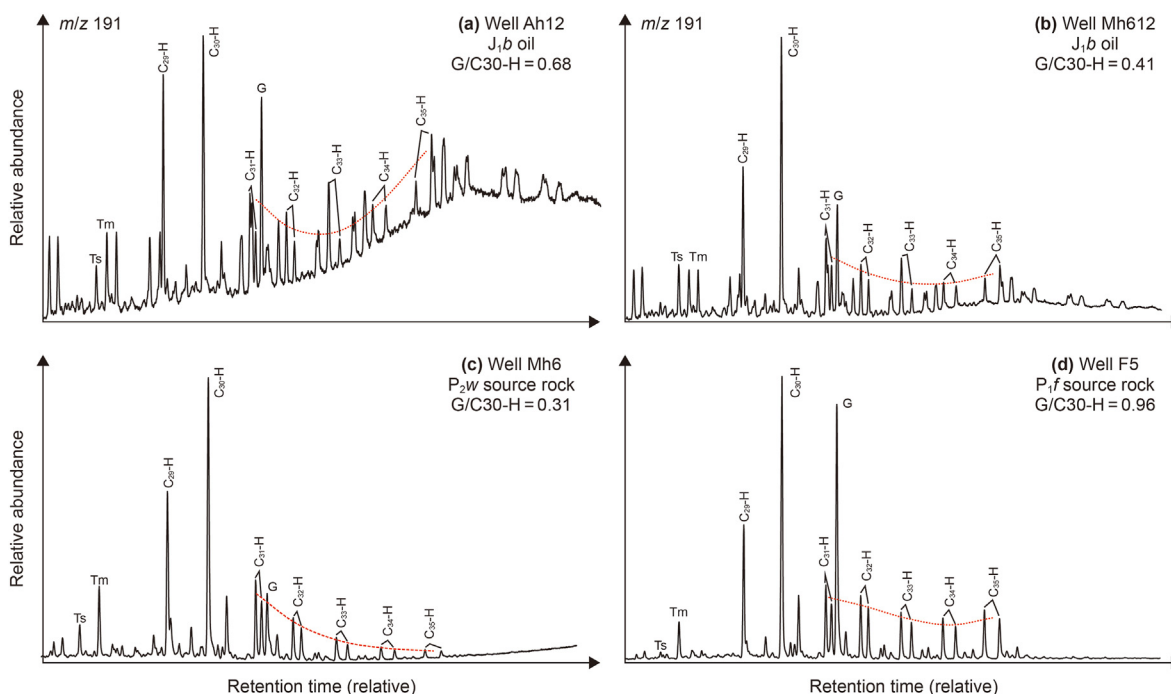 m/z 191
(a) Well Ah12
J₁b oil
G/C30-H = 0.68
C₂₉-H
C₃₀-H
G
C₃₁-H
C₃₂-H
C₃₃-H
C₃₄-H
C₃₅-H
Ts
Tm
Relative abundance
m/z 191
(b) Well Mh612
J₁b oil
G/C30-H = 0.41
C₂₉-H
C₃₀-H
G
C₃₁-H
C₃₂-H
C₃₃-H
C₃₄-H
C₃₅-H
Ts
Tm
(c) Well Mh6
P₂w source rock
G/C30-H = 0.31
C₂₉-H
C₃₀-H
G
C₃₁-H
C₃₂-H
C₃₃-H
C₃₄-H
C₃₅-H
Ts
Tm
Relative abundance
Retention time (relative)
(d) Well F5
P₁f source rock
G/C30-H = 0.96
C₂₉-H
C₃₀-H
G
C₃₁-H
C₃₂-H
C₃₃-H
C₃₄-H
C₃₅-H
Ts
Tm
Retention time (relative)